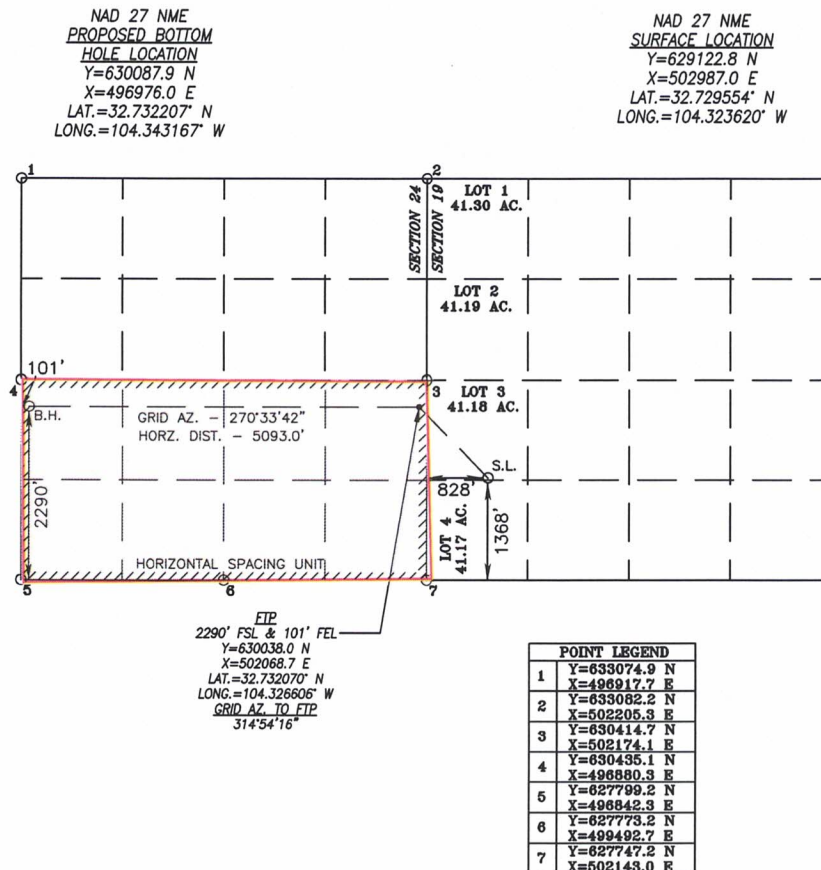 NAD 27 NME
PROPOSED BOTTOM
HOLE LOCATION
Y=630087.9 N
X=496976.0 E
LAT.=32.732207° N
LONG.=104.343167° W
NAD 27 NME
SURFACE LOCATION
Y=629122.8 N
X=502987.0 E
LAT.=32.729554° N
LONG.=104.323620° W
1
2
SECTION 24
SECTION 19
LOT 1
41.30 AC.
LOT 2
41.19 AC.
101'
4
3
LOT 3
41.18 AC.
B.H.
GRID AZ. - 270°33'42"
HORZ. DIST. - 5093.0'
S.L.
828'
2290'
LOT 4
41.17 AC.
1368'
HORIZONTAL SPACING UNIT
5
6
7
FTP
2290' FSL & 101' FEL
Y=630038.0 N
X=502068.7 E
LAT.=32.732070° N
LONG.=104.326606° W
GRID AZ. TO FTP
314°54'16"
POINT LEGEND
1 Y=633074.9 N
X=496917.7 E
2 Y=633082.2 N
X=502205.3 E
3 Y=630414.7 N
X=502174.1 E
4 Y=630435.1 N
X=496880.3 E
5 Y=627799.2 N
X=496842.3 E
6 Y=627773.2 N
X=499492.7 E
7 Y=627747.2 N
X=502143.0 E